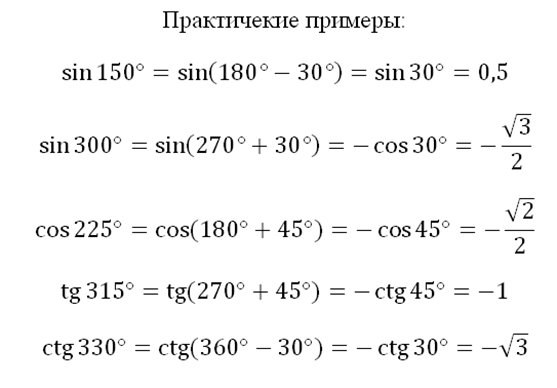 Практичекие примеры:
sin 150° = sin(180° − 30°) = sin 30° = 0,5
sin 300° = sin(270° + 30°) = − cos 30° = −√3/2
cos 225° = cos(180° + 45°) = − cos 45° = −√2/2
tg 315° = tg(270° + 45°) = − ctg 45° = −1
ctg 330° = ctg(360° − 30°) = − ctg 30° = −√3